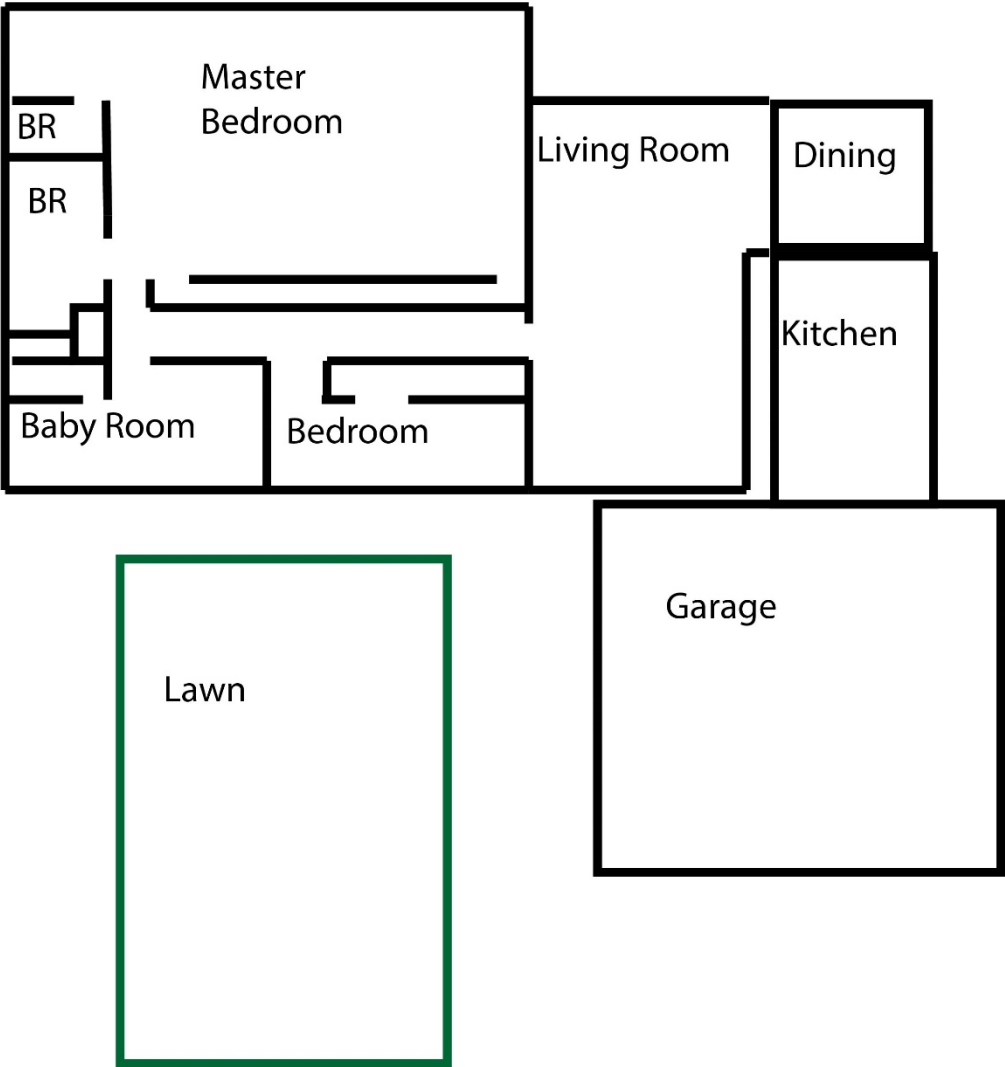 Master
Bedroom
BR
Living Room
Dining
BR
Kitchen
Baby Room
Bedroom
Garage
Lawn